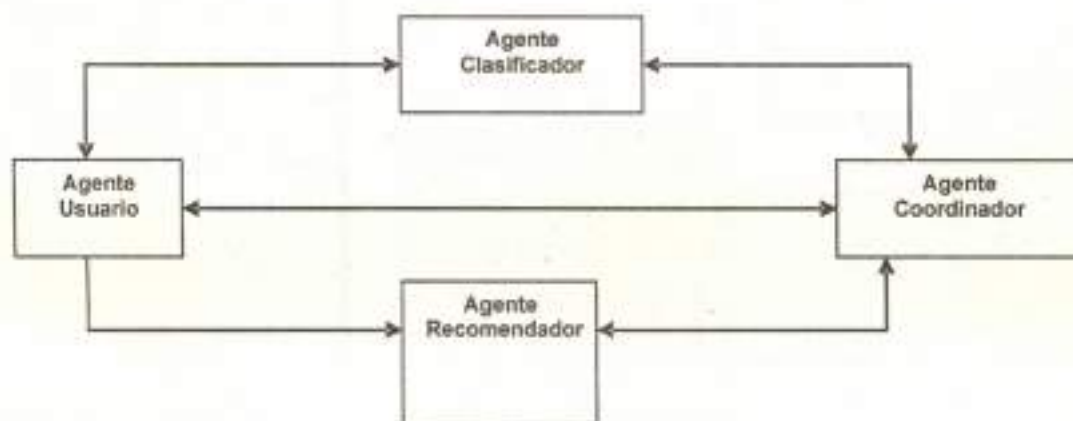 Agente
Clasificador
Agente
Usuario
Agente
Coordinador
Agente
Recomendador